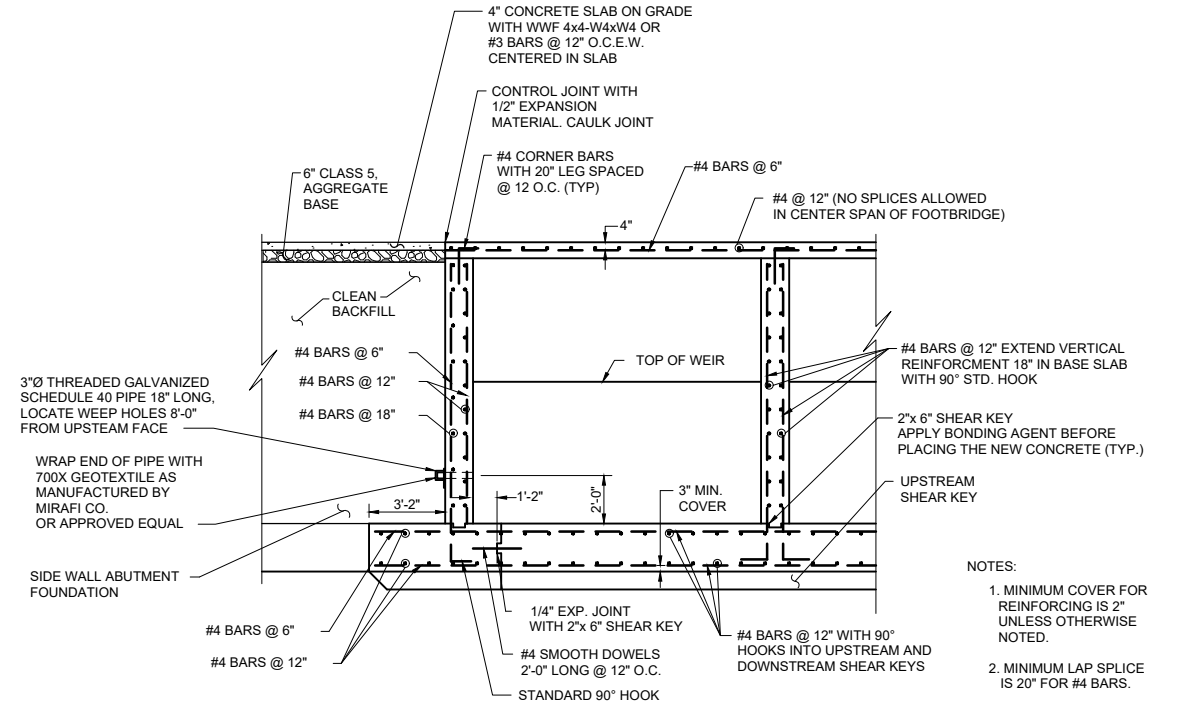 4" CONCRETE SLAB ON GRADE
WITH WWF 4x4-W4xW4 OR
#3 BARS @ 12" O.C.E.W.
CENTERED IN SLAB
CONTROL JOINT WITH
1/2" EXPANSION
MATERIAL. CAULK JOINT
#4 CORNER BARS
WITH 20" LEG SPACED
@ 12 O.C. (TYP)
#4 BARS @ 6"
6" CLASS 5,
AGGREGATE
BASE
#4 @ 12" (NO SPLICES ALLOWED
IN CENTER SPAN OF FOOTBRIDGE)
4"
CLEAN
BACKFILL
#4 BARS @ 6"
#4 BARS @ 12"
#4 BARS @ 18"
TOP OF WEIR
#4 BARS @ 12" EXTEND VERTICAL
REINFORCMENT 18" IN BASE SLAB
WITH 90° STD. HOOK
3"Ø THREADED GALVANIZED
SCHEDULE 40 PIPE 18" LONG,
LOCATE WEEP HOLES 8'-0"
FROM UPSTEAM FACE
2"x 6" SHEAR KEY
APPLY BONDING AGENT BEFORE
PLACING THE NEW CONCRETE (TYP.)
WRAP END OF PIPE WITH
700X GEOTEXTILE AS
MANUFACTURED BY
MIRAFI CO.
OR APPROVED EQUAL
UPSTREAM
SHEAR KEY
3'-2"
1'-2"
2'-0"
3" MIN.
COVER
SIDE WALL ABUTMENT
FOUNDATION
#4 BARS @ 6"
#4 BARS @ 12"
1/4" EXP. JOINT
WITH 2"x 6" SHEAR KEY
#4 SMOOTH DOWELS
2'-0" LONG @ 12" O.C.
STANDARD 90° HOOK
#4 BARS @ 12" WITH 90°
HOOKS INTO UPSTREAM AND
DOWNSTREAM SHEAR KEYS
NOTES:
1. MINIMUM COVER FOR
REINFORCING IS 2"
UNLESS OTHERWISE
NOTED.
2. MINIMUM LAP SPLICE
IS 20" FOR #4 BARS.